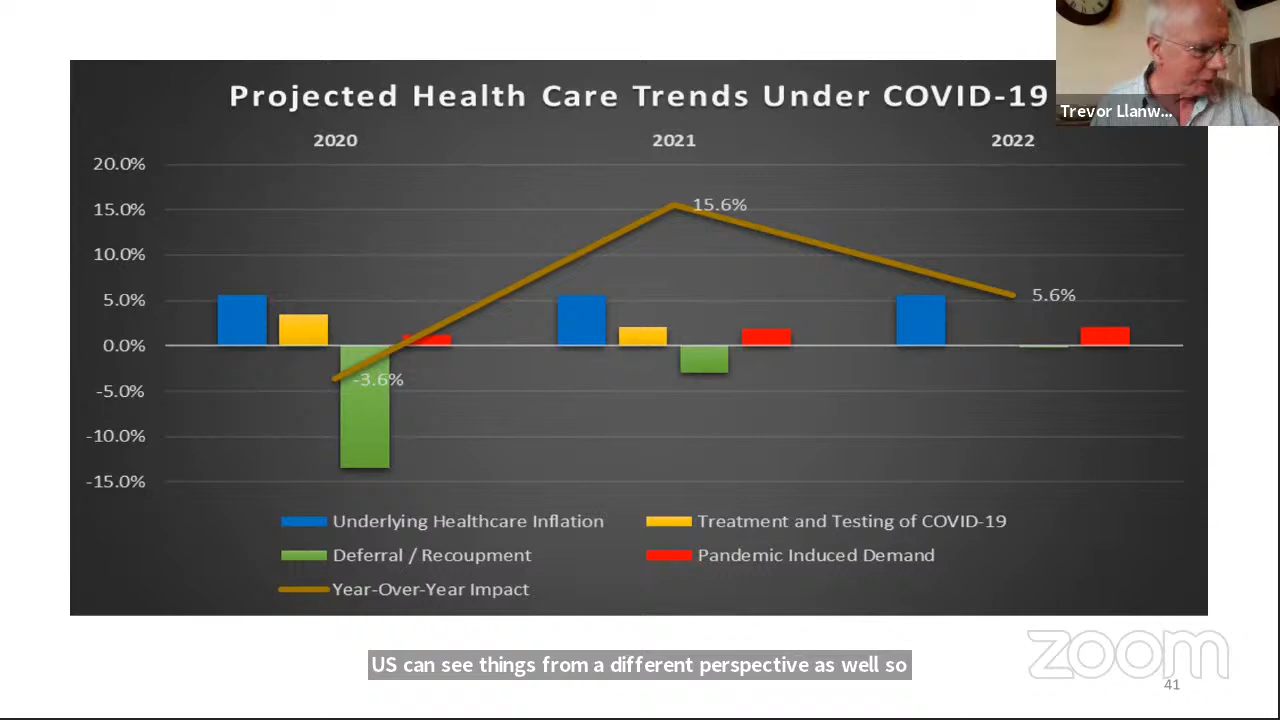 Projected Health Care Trends Under COVID-19
Trevor Llanw...
2020 2021 2022
20.0%
15.0%
10.0%
5.0%
0.0%
-5.0%
-10.0%
-15.0%
15.6%
5.6%
-3.6%
Underlying Healthcare Inflation
Treatment and Testing of COVID-19
Deferral / Recoupment
Pandemic Induced Demand
Year-Over-Year Impact
US can see things from a different perspective as well so
zoom
41